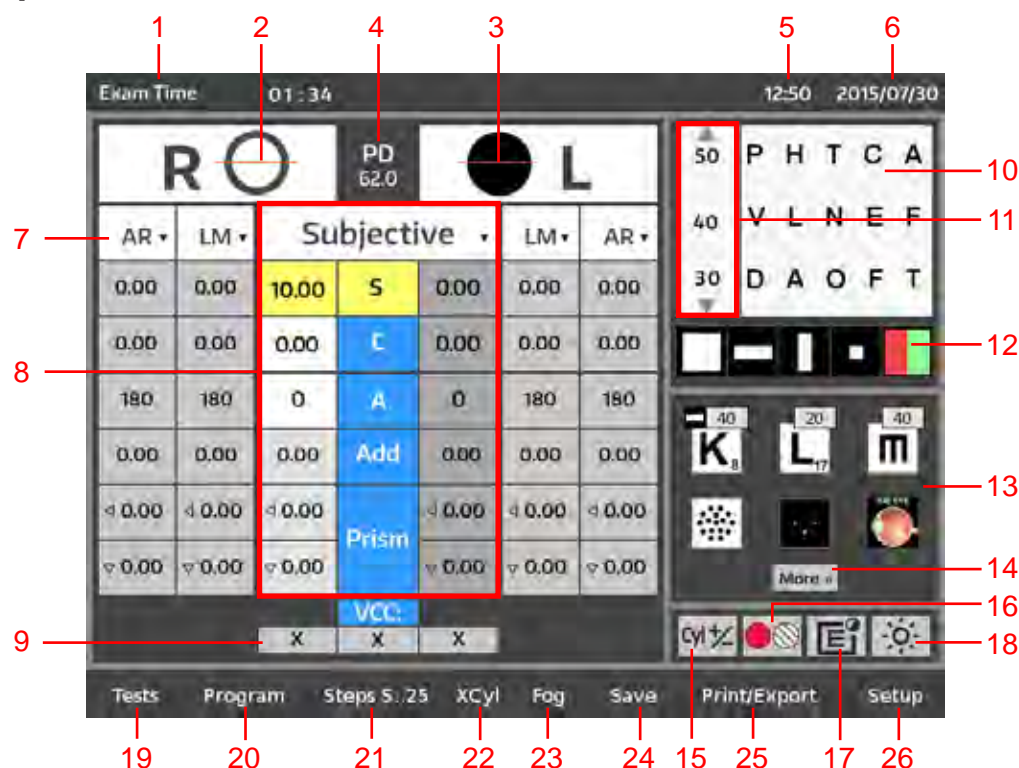 1 2 4 3 5 6
Exam Time 01:34 12:50 2015/07/30
R PD 62.0 L
50 P H T C A
10
11
40 V L N E F
30 D A O F T
7
AR LM Subjective LM AR
0.00 0.00 10.00 S 0.00 0.00 0.00
0.00 0.00 0.00 C 0.00 0.00 0.00
12
8
180 180 0 A 0 180 180
0.00 0.00 0.00 Add 0.00 0.00 0.00
0.00 0.00 0.00 Prism 0.00 0.00 0.00
0.00 0.00 0.00 0.00 0.00 0.00
40 20 40
K 8 L 17 m
13
More »
14
VCC:
9
X X X
16
Cyl +/- E
18
Tests Program Steps S:.25 XCyl Fog Save Print/Export Setup
19 20 21 22 23 24 15 25 17 26